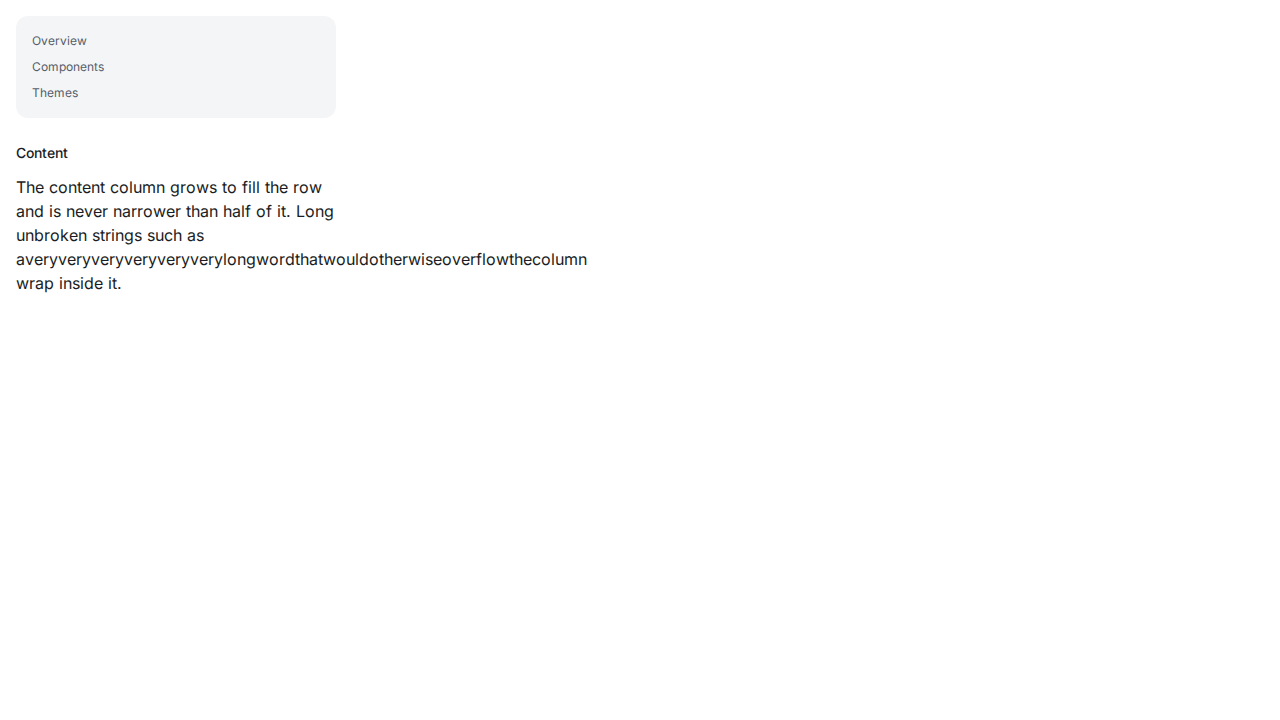 Overview
Components
Themes
Content
The content column grows to fill the row
and is never narrower than half of it. Long
unbroken strings such as
averyveryveryveryveryverylongwordthatwouldotherwiseoverflowthecolumn
wrap inside it.